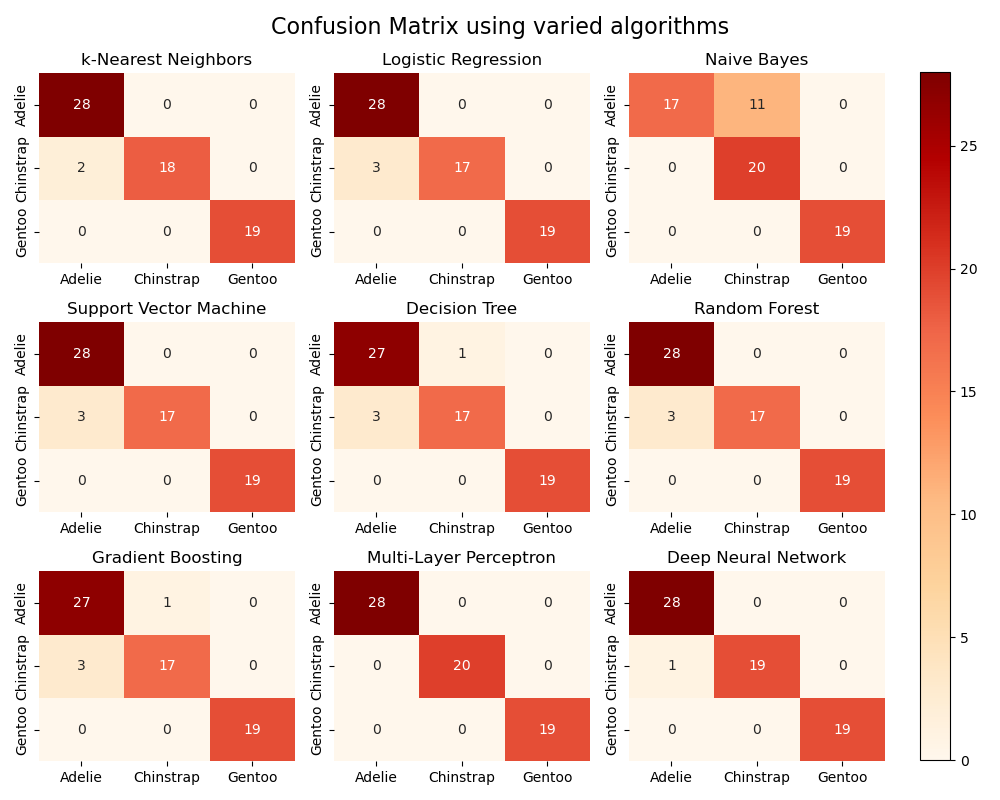 Confusion Matrix using varied algorithms
k-Nearest Neighbors
Adelie 28 0 0
Chinstrap 2 18 0
Gentoo 0 0 19
Adelie Chinstrap Gentoo
Logistic Regression
Adelie 28 0 0
Chinstrap 3 17 0
Gentoo 0 0 19
Adelie Chinstrap Gentoo
Naive Bayes
Adelie 17 11 0
Chinstrap 0 20 0
Gentoo 0 0 19
Adelie Chinstrap Gentoo
Support Vector Machine
Adelie 28 0 0
Chinstrap 3 17 0
Gentoo 0 0 19
Adelie Chinstrap Gentoo
Decision Tree
Adelie 27 1 0
Chinstrap 3 17 0
Gentoo 0 0 19
Adelie Chinstrap Gentoo
Random Forest
Adelie 28 0 0
Chinstrap 3 17 0
Gentoo 0 0 19
Adelie Chinstrap Gentoo
Gradient Boosting
Adelie 27 1 0
Chinstrap 3 17 0
Gentoo 0 0 19
Adelie Chinstrap Gentoo
Multi-Layer Perceptron
Adelie 28 0 0
Chinstrap 0 20 0
Gentoo 0 0 19
Adelie Chinstrap Gentoo
Deep Neural Network
Adelie 28 0 0
Chinstrap 1 19 0
Gentoo 0 0 19
Adelie Chinstrap Gentoo
25
20
15
10
5
0